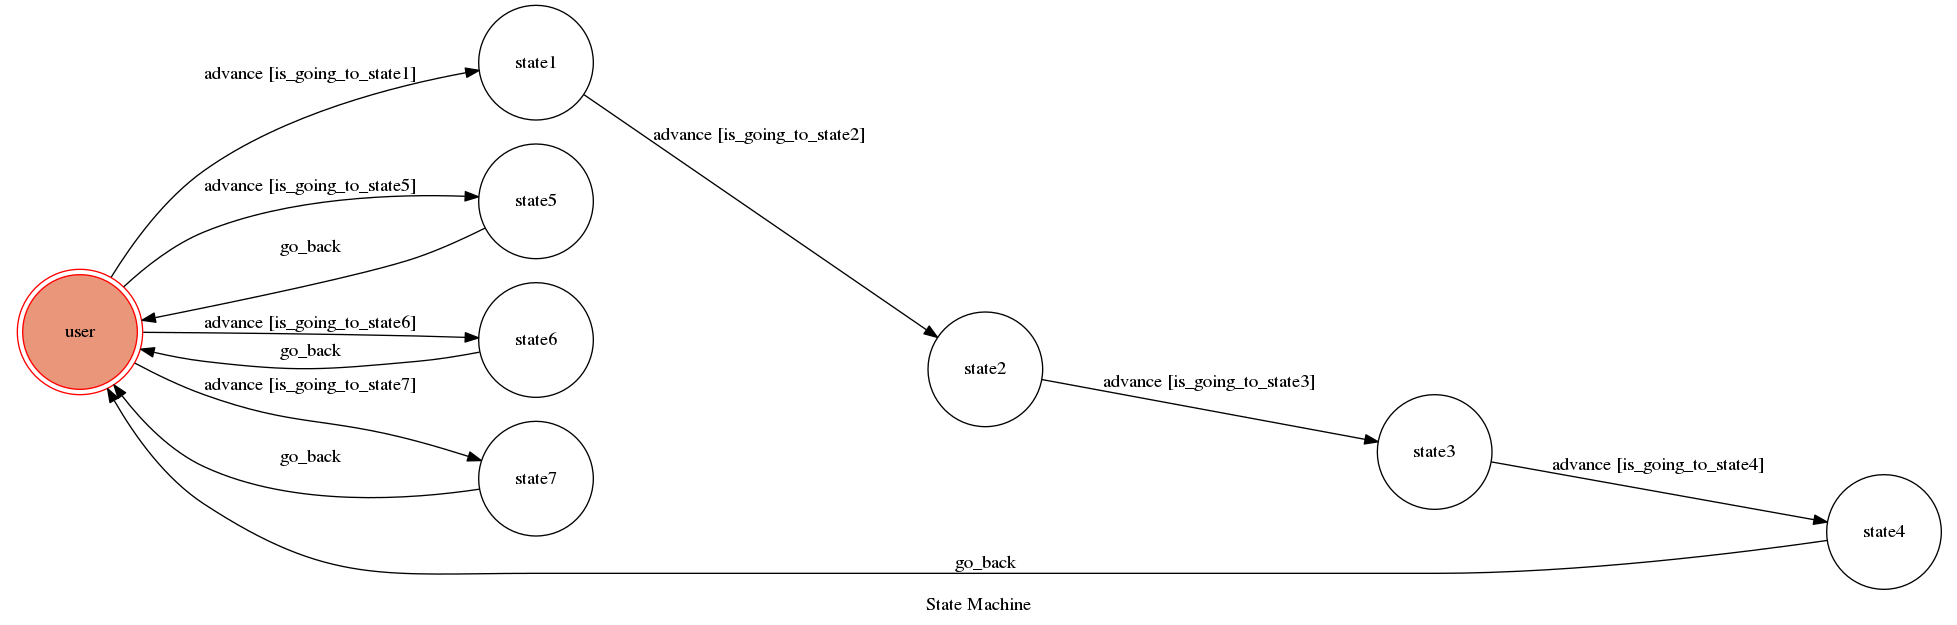 state1
advance [is_going_to_state1]
advance [is_going_to_state2]
advance [is_going_to_state5]
state5
go_back
advance [is_going_to_state6]
user
state6
go_back
state2
advance [is_going_to_state7]
advance [is_going_to_state3]
go_back
state3
advance [is_going_to_state4]
state7
state4
go_back
State Machine